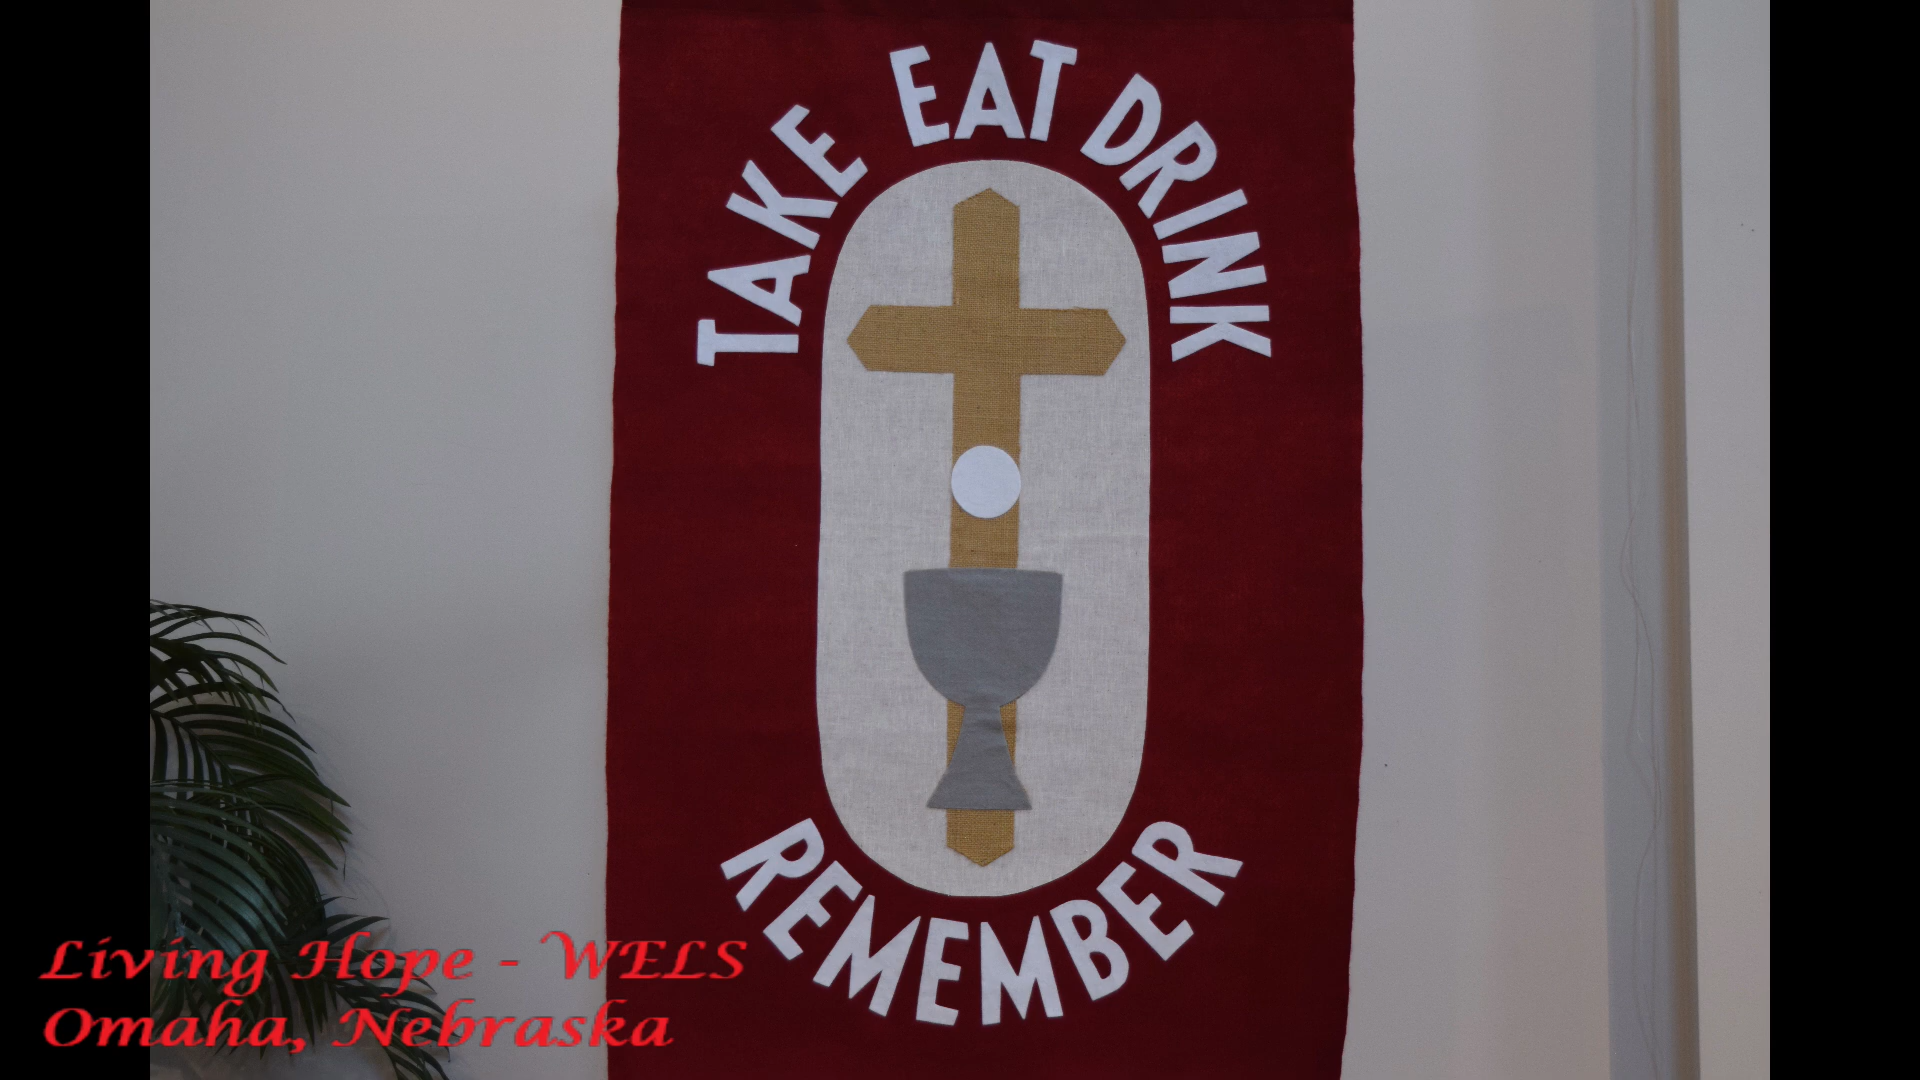 TAKE EAT DRINK
REMEMBER
Living Hope - WELS
Omaha, Nebraska